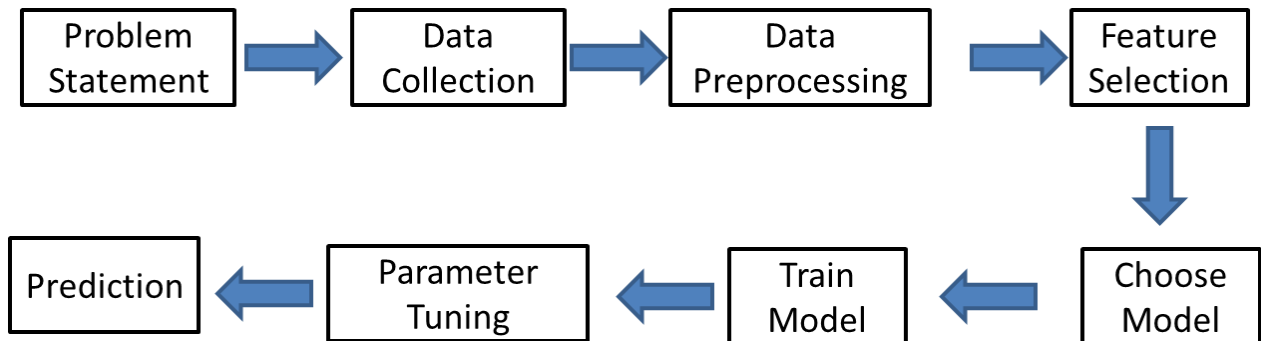 Problem
Statement
Data
Collection
Data
Preprocessing
Feature
Selection
Choose
Model
Train
Model
Parameter
Tuning
Prediction